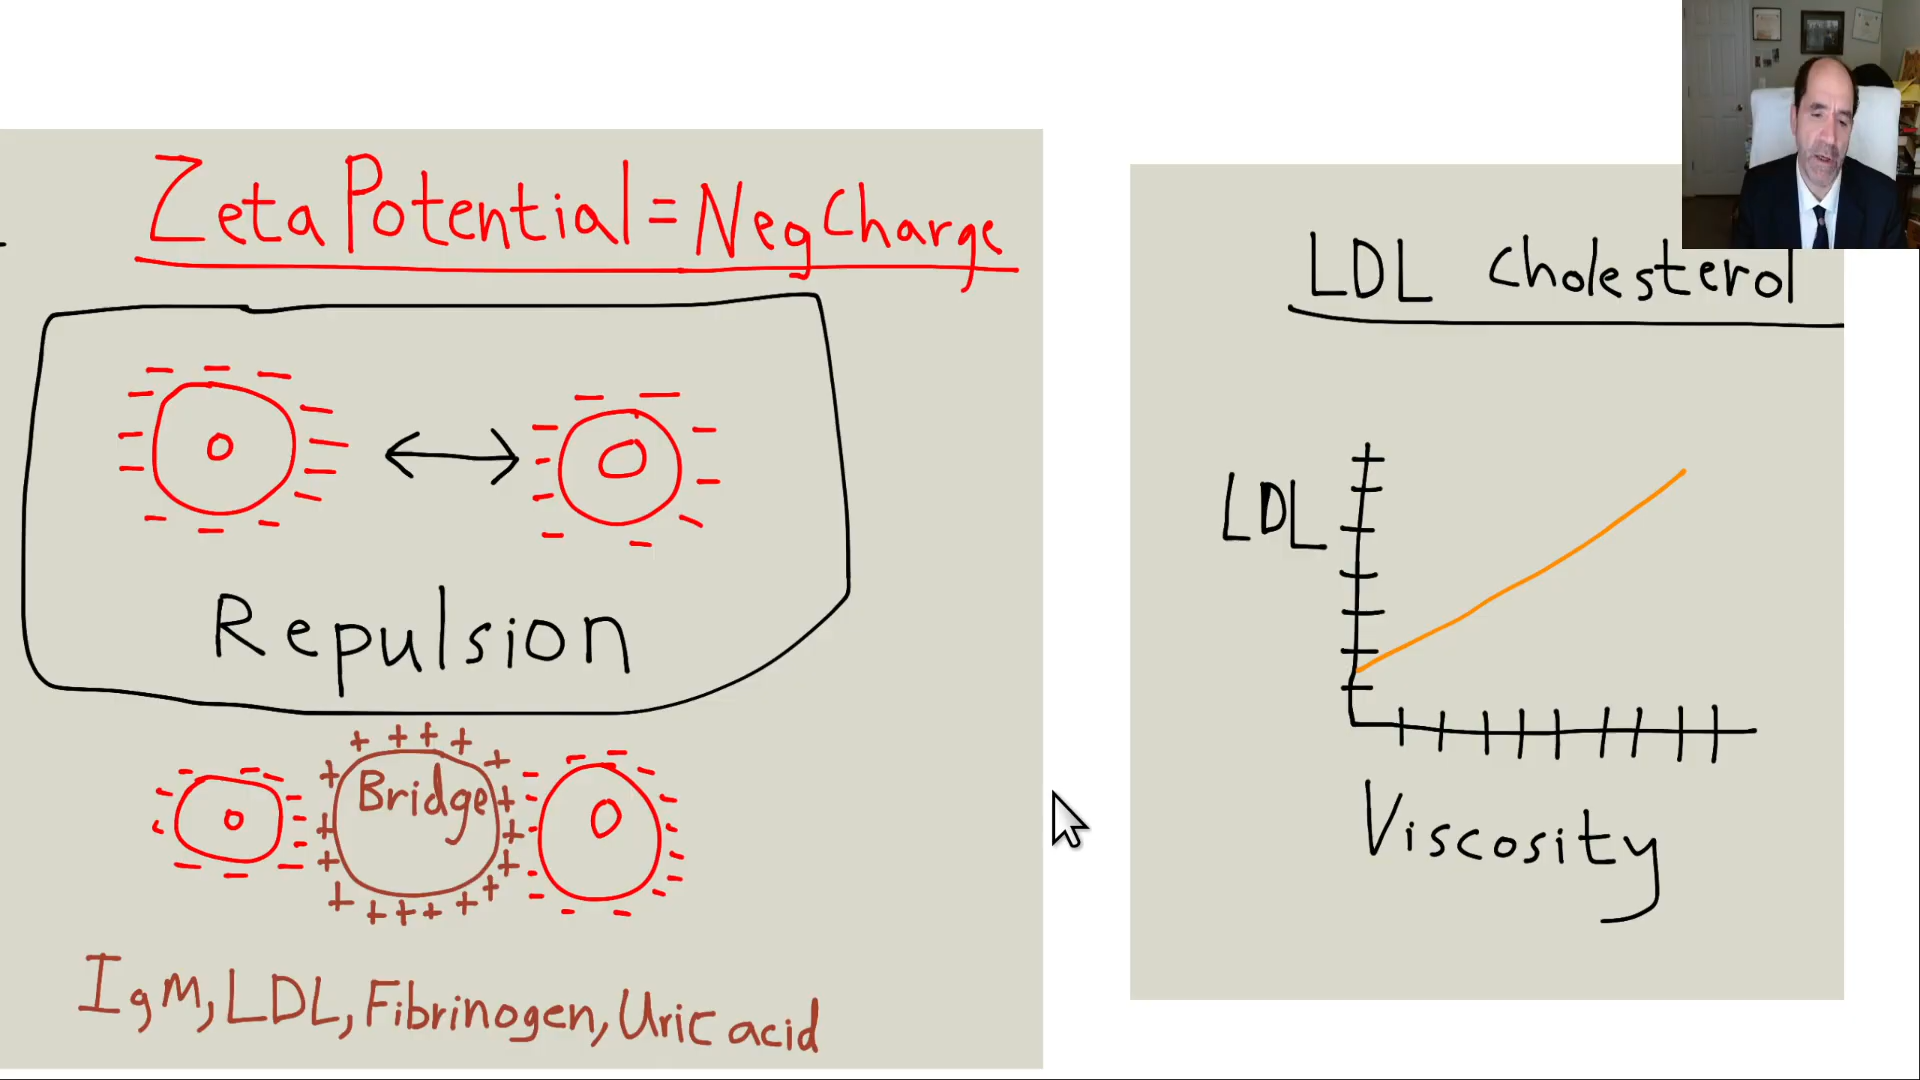 Zeta Potential = Neg Charge
Repulsion
Bridge
IgM, LDL, Fibrinogen, Uric acid
LDL Cholesterol
LDL
Viscosity